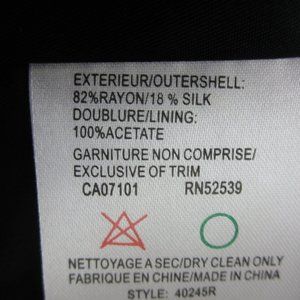 EXTERIEUR/OUTERSHELL:
82%RAYON/18 % SILK
DOUBLURE/LINING:
100%ACETATE
GARNITURE NON COMPRISE/
EXCLUSIVE OF TRIM
CA07101 RN52539
NETTOYAGE A SEC/DRY CLEAN ONLY
FABRIQUE EN CHINE/MADE IN CHINA
STYLE: 40245R